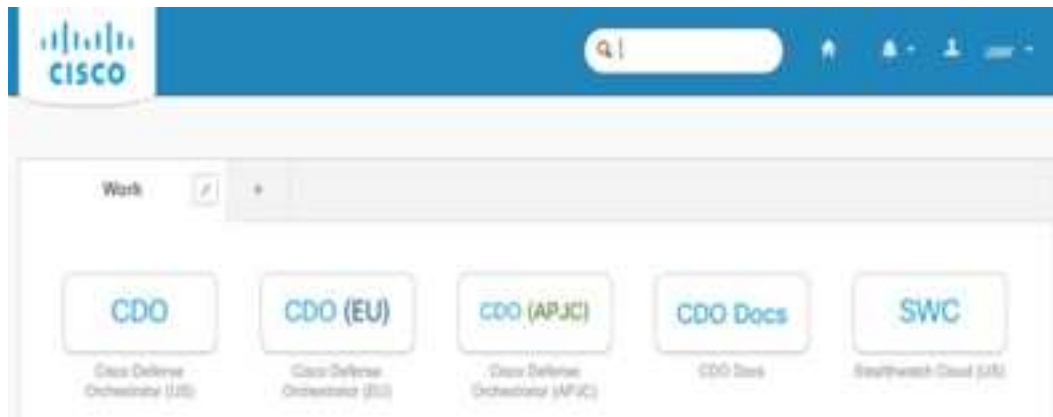 CISCO
Work
+
CDO
CDO (EU)
CDO (APJC)
CDO Docs
SWC
Cisco Defense
Orchestrator (US)
Cisco Defense
Orchestrator (EU)
Cisco Defense
Orchestrator (APJC)
CDO Docs
Stealthwatch Cloud (US)